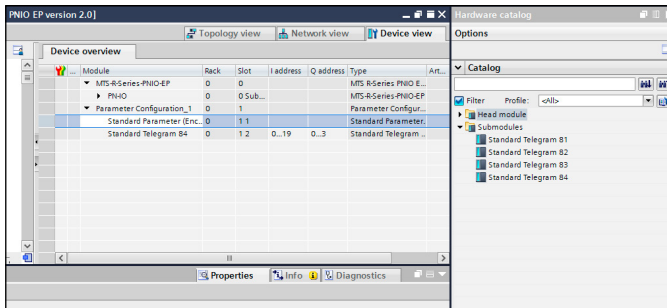 PNIO EP version 2.0]
Hardware catalog
Topology view
Network view
Device view
Options
Device overview
... Module Rack Slot I address Q address Type Art...
MTS-R-Series-PNIO-EP 0 0 MTS R-Series PNIO E...
PN-IO 0 0 Sub... MTS-R-Series-PNIO-EP
Parameter Configuration_1 0 1 Parameter Configur...
Standard Parameter (Enc... 0 1 1 Standard Parameter...
Standard Telegram 84 0 1 2 0...19 0...3 Standard Telegram ...
Catalog
Filter Profile: <All>
Head module
Submodules
Standard Telegram 81
Standard Telegram 82
Standard Telegram 83
Standard Telegram 84
Properties
Info
Diagnostics